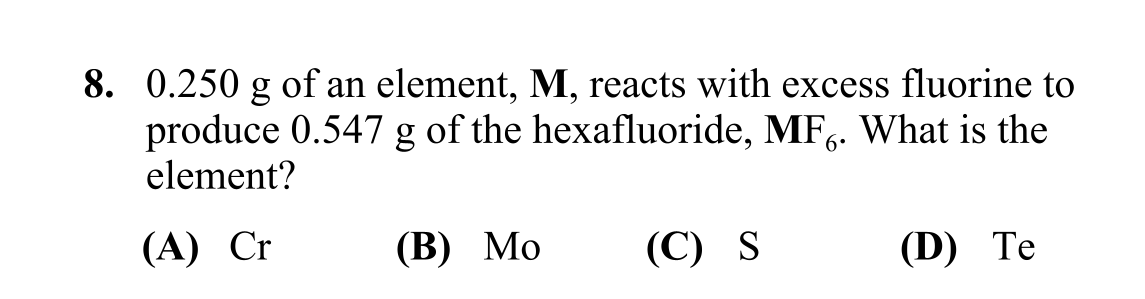 8. 0.250 g of an element, M, reacts with excess fluorine to
produce 0.547 g of the hexafluoride, MF₆. What is the
element?
(A) Cr (B) Mo (C) S (D) Te